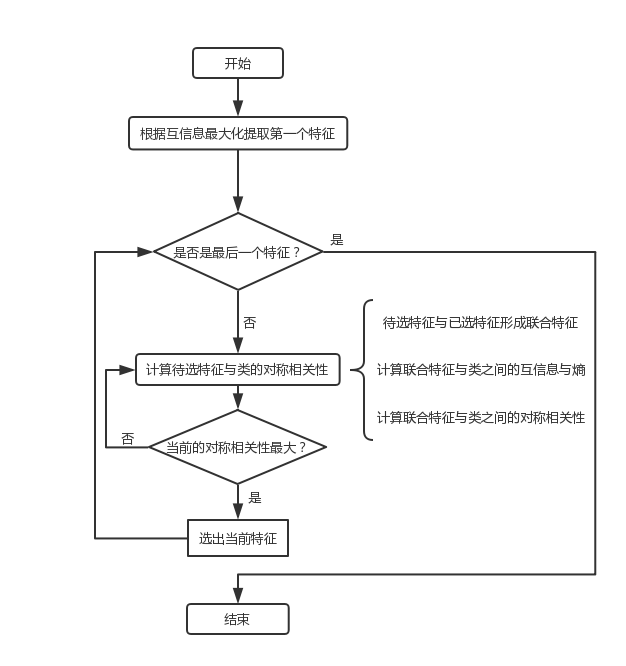 开始
根据互信息最大化提取第一个特征
是否是最后一个特征？
是
否
待选特征与已选特征形成联合特征
计算待选特征与类的对称相关性
计算联合特征与类之间的互信息与熵
计算联合特征与类之间的对称相关性
否
当前的对称相关性最大？
是
选出当前特征
结束